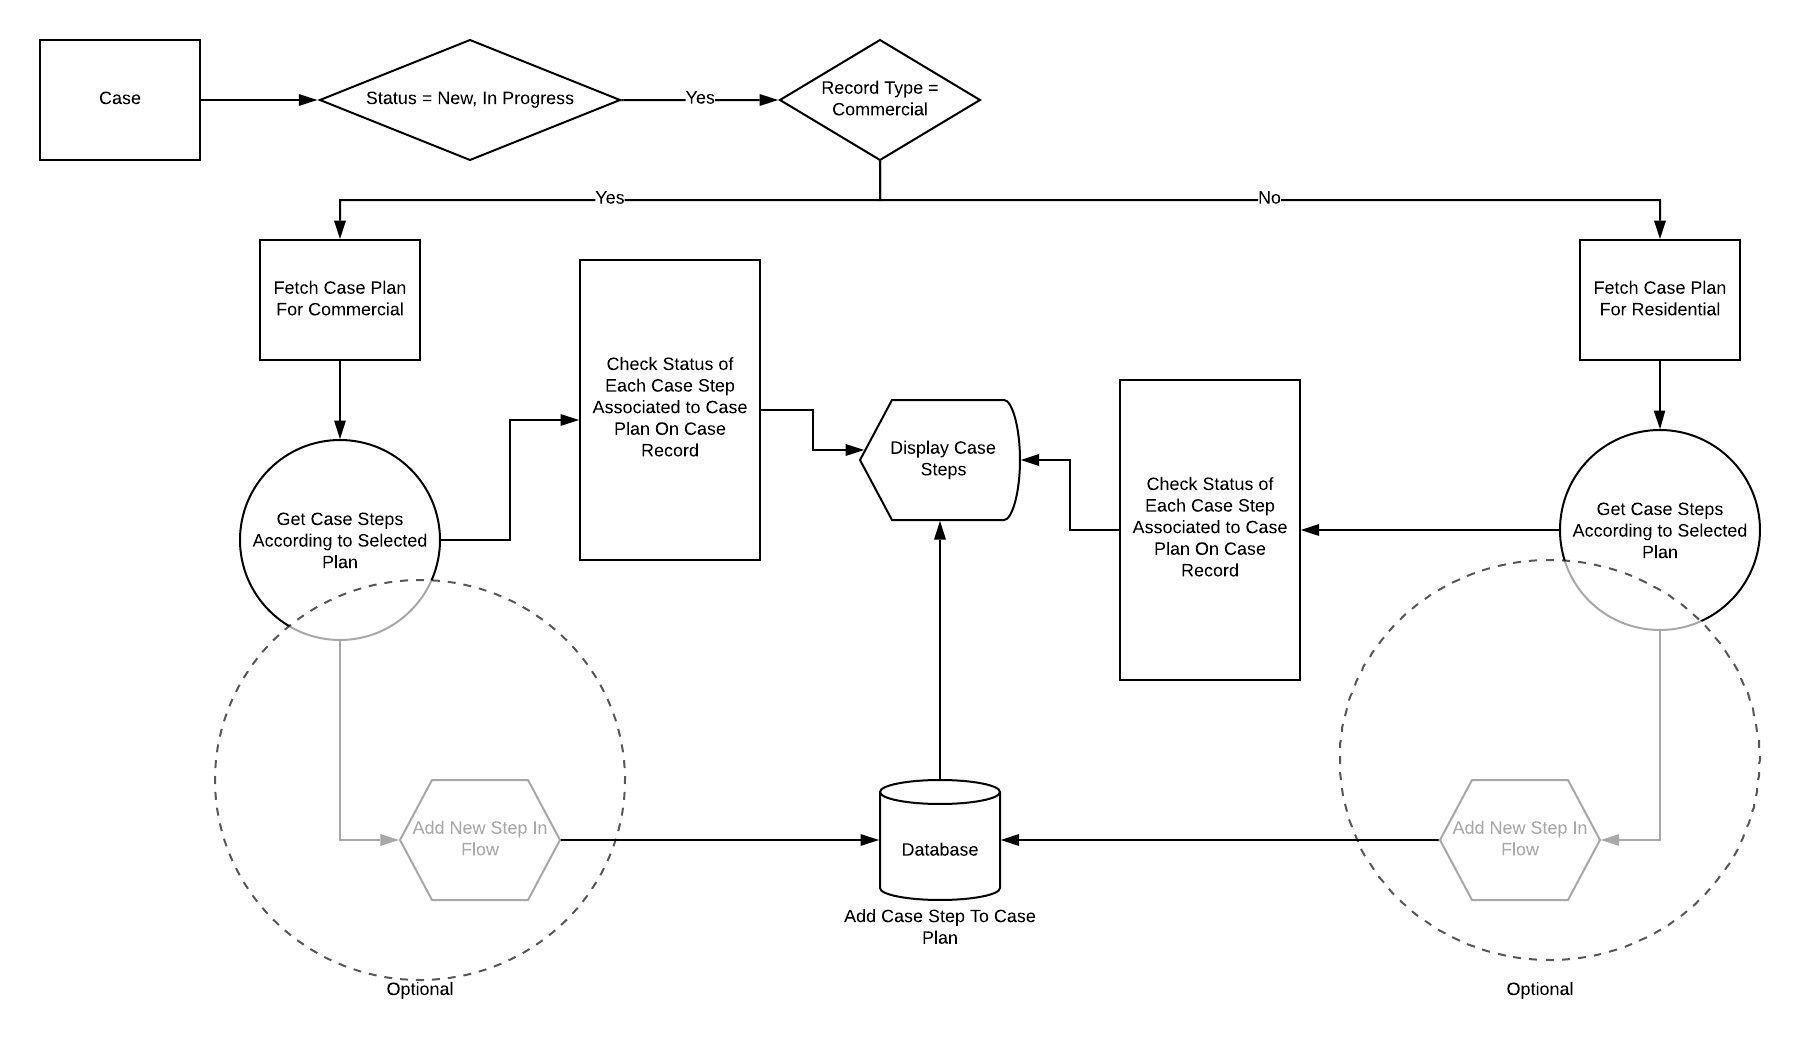 Case
Status = New, In Progress
Yes
Record Type =
Commercial
Yes
No
Fetch Case Plan
For Commercial
Fetch Case Plan
For Residential
Check Status of
Each Case Step
Associated to Case
Plan On Case
Record
Display Case
Steps
Check Status of
Each Case Step
Associated to Case
Plan On Case
Record
Get Case Steps
According to Selected
Plan
Get Case Steps
According to Selected
Plan
Add New Step In
Flow
Database
Add Case Step To Case
Plan
Add New Step In
Flow
Optional
Optional